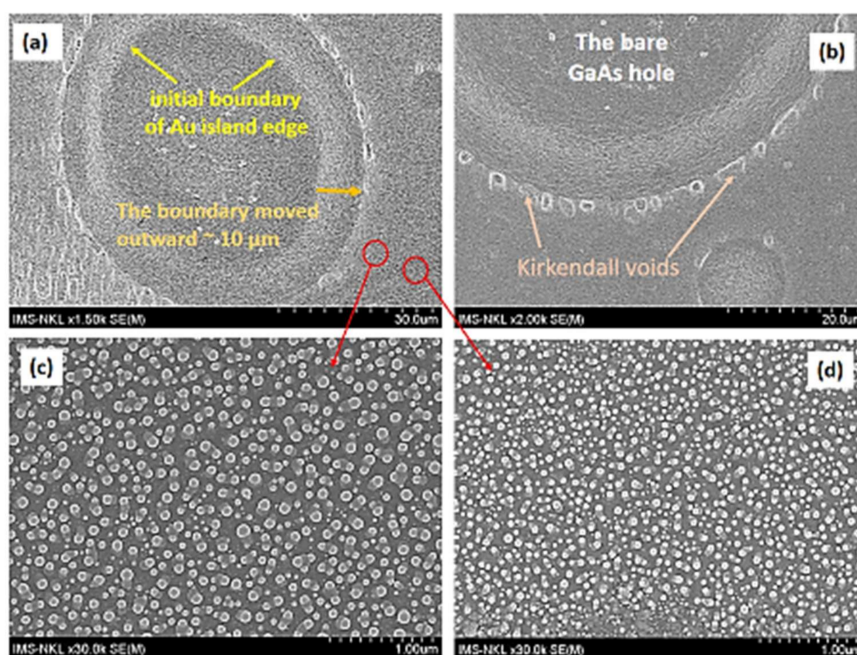 (a)
initial boundary
of Au island edge
The boundary moved
outward ~ 10 µm
IMS-NKL x1.50k SE(M) 30.0um
The bare
GaAs hole
(b)
Kirkendall voids
IMS-NKL x2.00k SE(M) 20.0um
(c)
IMS-NKL x30.0k SE(M) 1.00um
(d)
IMS-NKL x30.0k SE(M) 1.00um